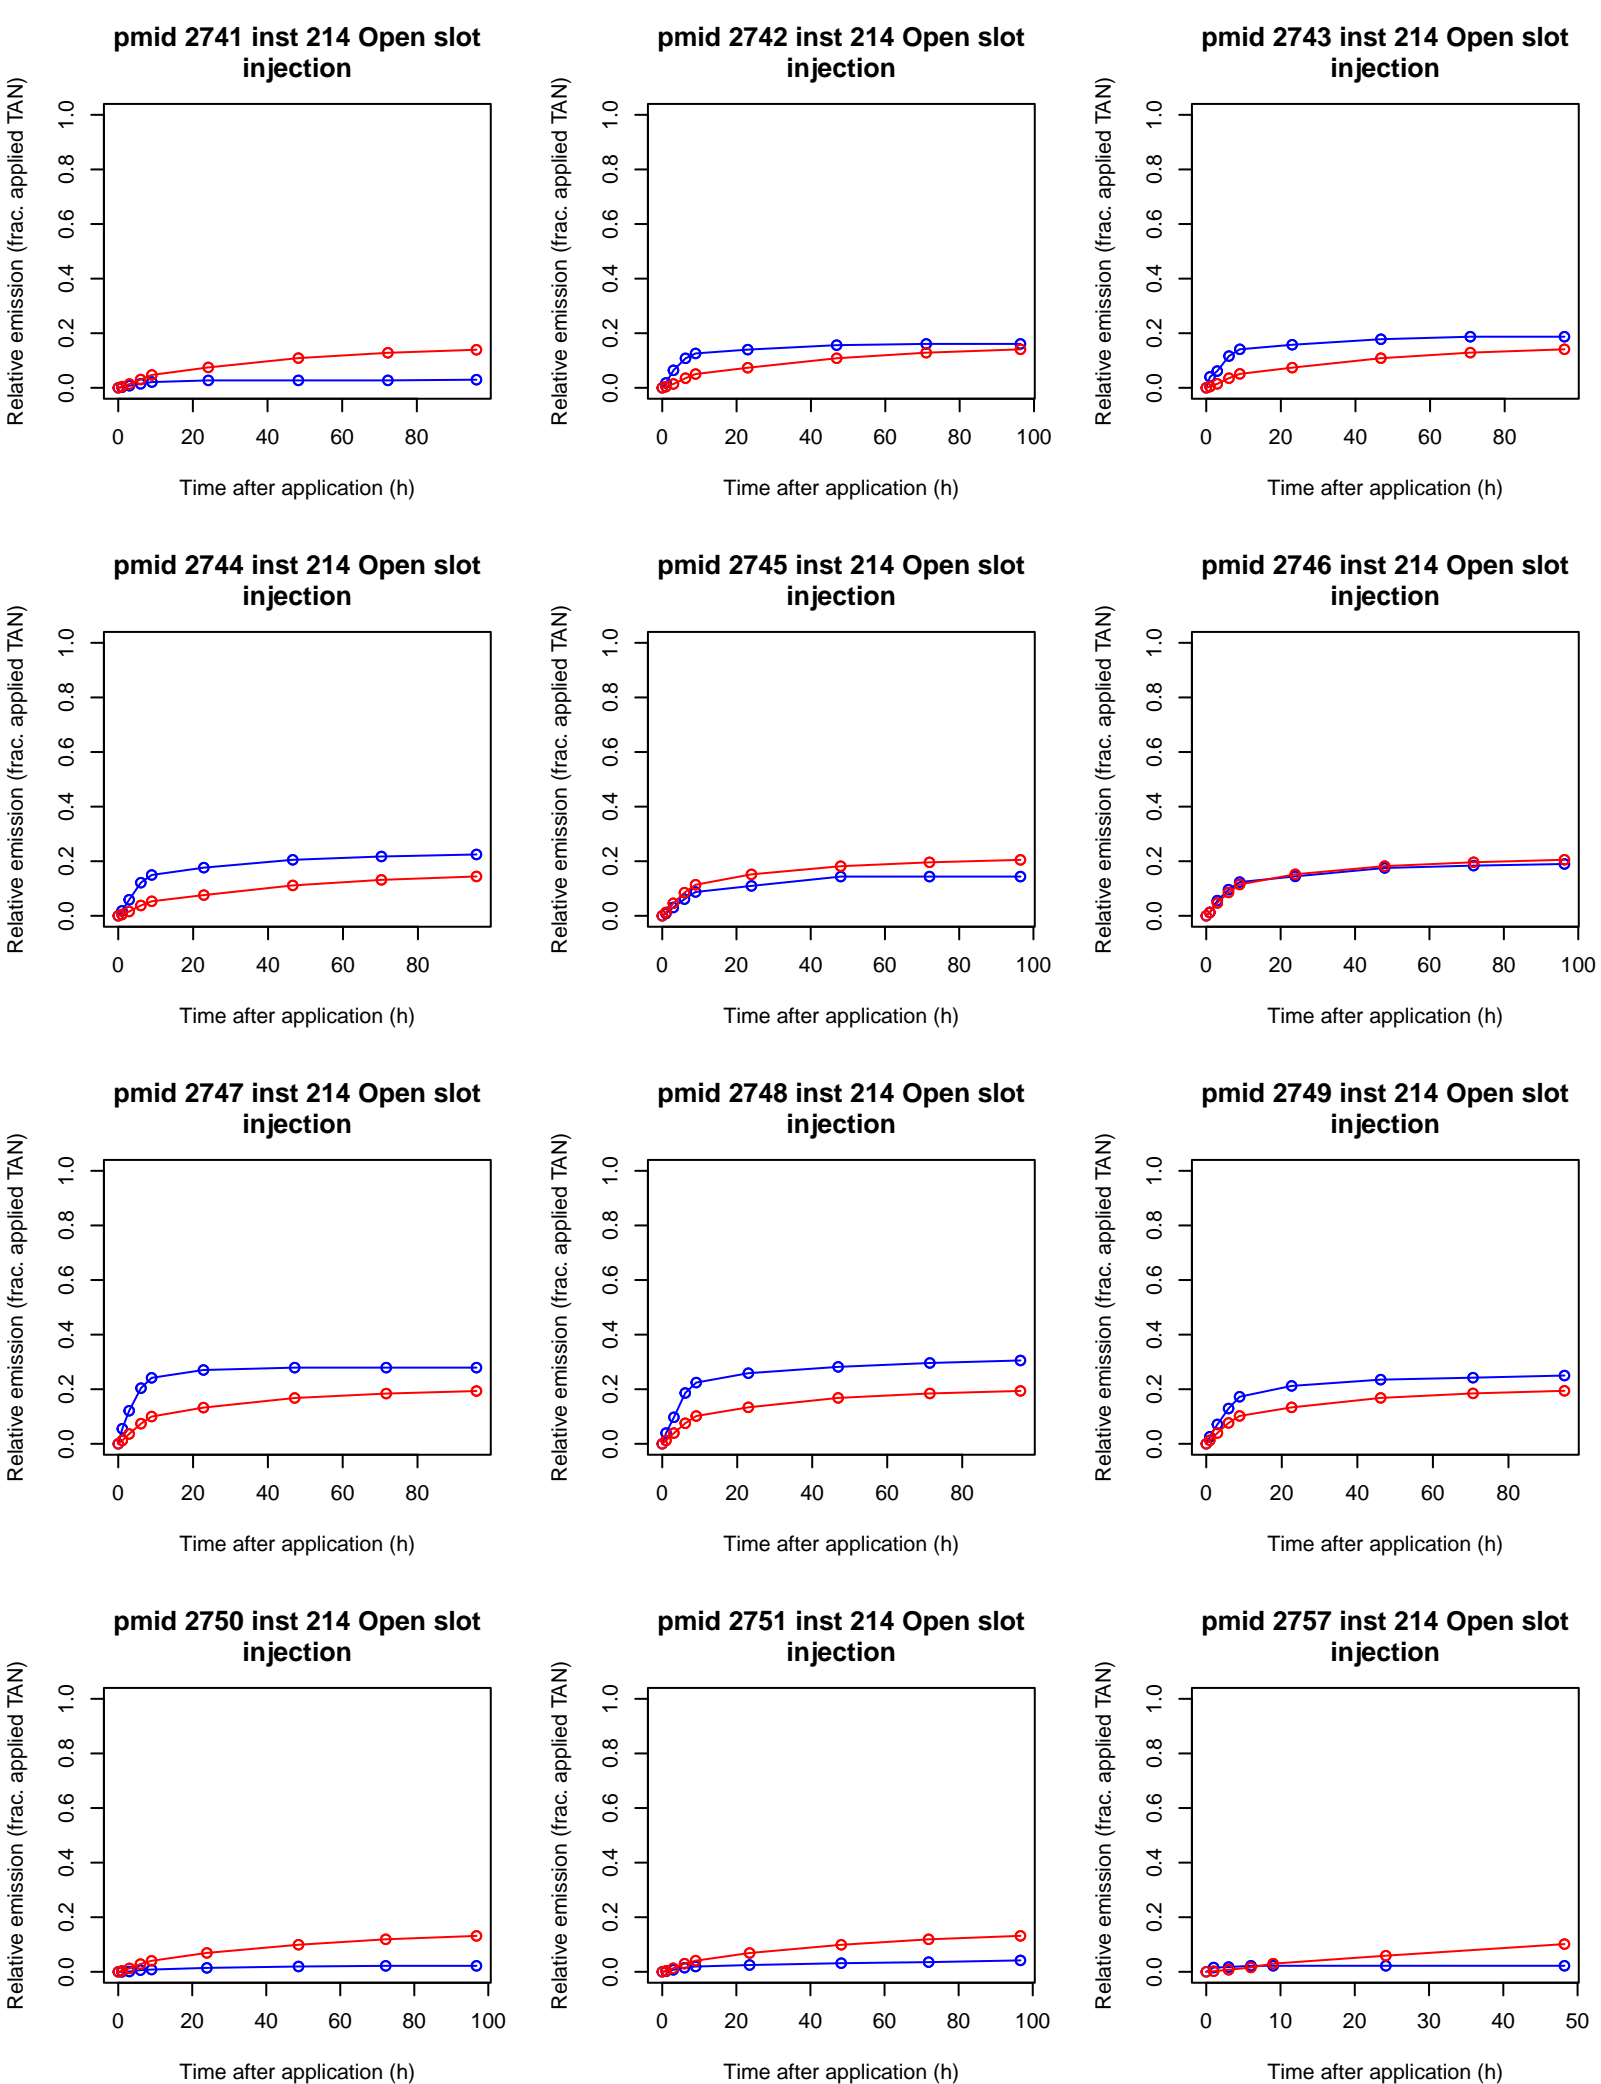 pmid 2741 inst 214 Open slot
injection
Relative emission (frac. applied TAN)
1.0
0.8
0.6
0.4
0.2
0.0
0 20 40 60 80
Time after application (h)
pmid 2742 inst 214 Open slot
injection
Relative emission (frac. applied TAN)
1.0
0.8
0.6
0.4
0.2
0.0
0 20 40 60 80 100
Time after application (h)
pmid 2743 inst 214 Open slot
injection
Relative emission (frac. applied TAN)
1.0
0.8
0.6
0.4
0.2
0.0
0 20 40 60 80
Time after application (h)
pmid 2744 inst 214 Open slot
injection
Relative emission (frac. applied TAN)
1.0
0.8
0.6
0.4
0.2
0.0
0 20 40 60 80
Time after application (h)
pmid 2745 inst 214 Open slot
injection
Relative emission (frac. applied TAN)
1.0
0.8
0.6
0.4
0.2
0.0
0 20 40 60 80 100
Time after application (h)
pmid 2746 inst 214 Open slot
injection
Relative emission (frac. applied TAN)
1.0
0.8
0.6
0.4
0.2
0.0
0 20 40 60 80 100
Time after application (h)
pmid 2747 inst 214 Open slot
injection
Relative emission (frac. applied TAN)
1.0
0.8
0.6
0.4
0.2
0.0
0 20 40 60 80
Time after application (h)
pmid 2748 inst 214 Open slot
injection
Relative emission (frac. applied TAN)
1.0
0.8
0.6
0.4
0.2
0.0
0 20 40 60 80
Time after application (h)
pmid 2749 inst 214 Open slot
injection
Relative emission (frac. applied TAN)
1.0
0.8
0.6
0.4
0.2
0.0
0 20 40 60 80
Time after application (h)
pmid 2750 inst 214 Open slot
injection
Relative emission (frac. applied TAN)
1.0
0.8
0.6
0.4
0.2
0.0
0 20 40 60 80 100
Time after application (h)
pmid 2751 inst 214 Open slot
injection
Relative emission (frac. applied TAN)
1.0
0.8
0.6
0.4
0.2
0.0
0 20 40 60 80 100
Time after application (h)
pmid 2757 inst 214 Open slot
injection
Relative emission (frac. applied TAN)
1.0
0.8
0.6
0.4
0.2
0.0
0 10 20 30 40 50
Time after application (h)